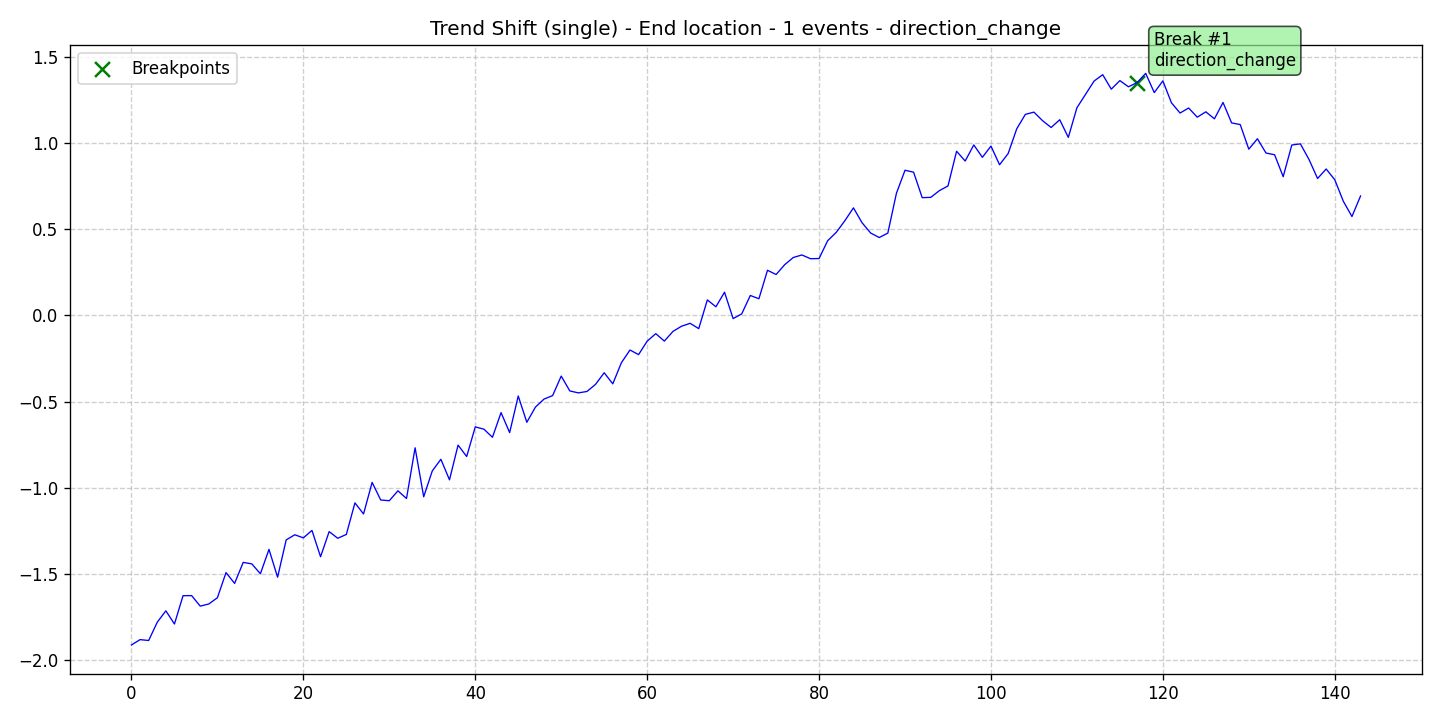 Trend Shift (single) - End location - 1 events - direction_change
Break #1
direction_change
Breakpoints
1.5
1.0
0.5
0.0
−0.5
−1.0
−1.5
−2.0
0 20 40 60 80 100 120 140